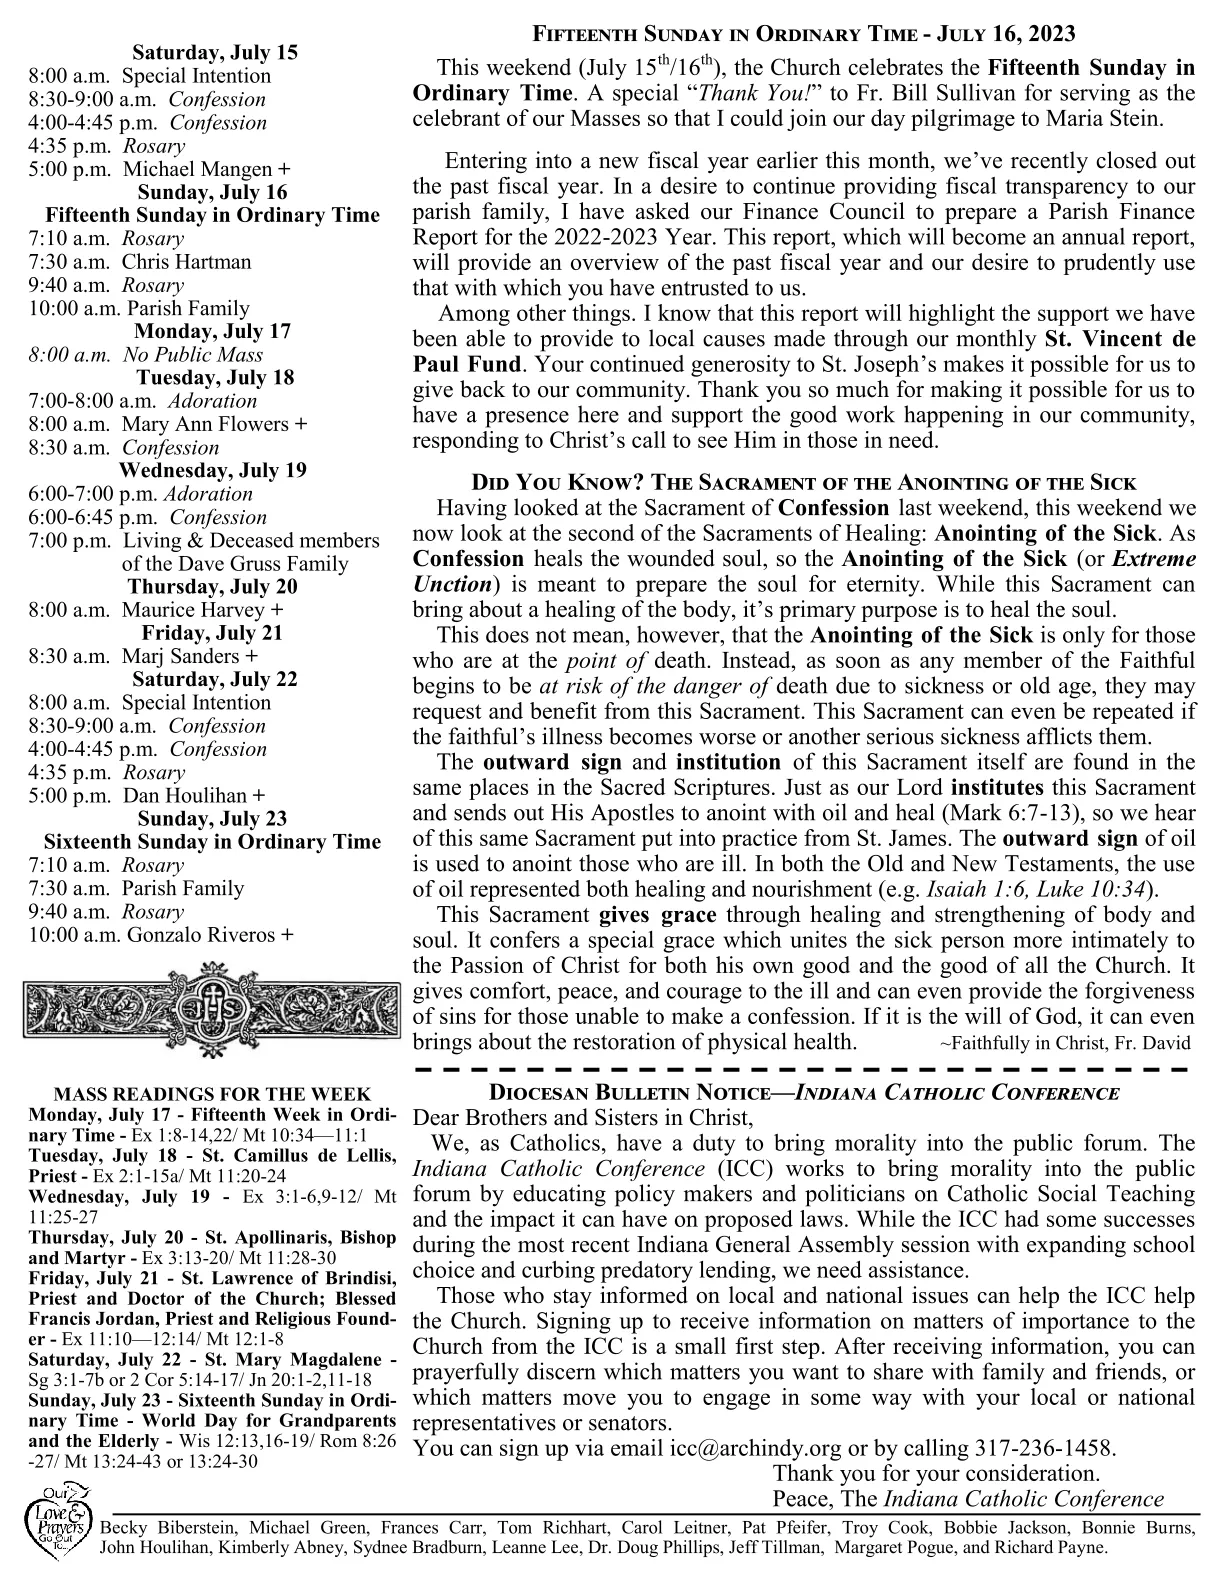 Saturday, July 15
8:00 a.m. Special Intention
8:30-9:00 a.m. Confession
4:00-4:45 p.m. Confession
4:35 p.m. Rosary
5:00 p.m. Michael Mangen +
Sunday, July 16
Fifteenth Sunday in Ordinary Time
7:10 a.m. Rosary
7:30 a.m. Chris Hartman
9:40 a.m. Rosary
10:00 a.m. Parish Family
Monday, July 17
8:00 a.m. No Public Mass
Tuesday, July 18
7:00-8:00 a.m. Adoration
8:00 a.m. Mary Ann Flowers +
8:30 a.m. Confession
Wednesday, July 19
6:00-7:00 p.m. Adoration
6:00-6:45 p.m. Confession
7:00 p.m. Living & Deceased members
of the Dave Gruss Family
Thursday, July 20
8:00 a.m. Maurice Harvey +
Friday, July 21
8:30 a.m. Marj Sanders +
Saturday, July 22
8:00 a.m. Special Intention
8:30-9:00 a.m. Confession
4:00-4:45 p.m. Confession
4:35 p.m. Rosary
5:00 p.m. Dan Houlihan +
Sunday, July 23
Sixteenth Sunday in Ordinary Time
7:10 a.m. Rosary
7:30 a.m. Parish Family
9:40 a.m. Rosary
10:00 a.m. Gonzalo Riveros +
IHS
MASS READINGS FOR THE WEEK
Monday, July 17 - Fifteenth Week in Ordi-
nary Time - Ex 1:8-14,22/ Mt 10:34—11:1
Tuesday, July 18 - St. Camillus de Lellis,
Priest - Ex 2:1-15a/ Mt 11:20-24
Wednesday, July 19 - Ex 3:1-6,9-12/ Mt
11:25-27
Thursday, July 20 - St. Apollinaris, Bishop
and Martyr - Ex 3:13-20/ Mt 11:28-30
Friday, July 21 - St. Lawrence of Brindisi,
Priest and Doctor of the Church; Blessed
Francis Jordan, Priest and Religious Found-
er - Ex 11:10—12:14/ Mt 12:1-8
Saturday, July 22 - St. Mary Magdalene -
Sg 3:1-7b or 2 Cor 5:14-17/ Jn 20:1-2,11-18
Sunday, July 23 - Sixteenth Sunday in Ordi-
nary Time - World Day for Grandparents
and the Elderly - Wis 12:13,16-19/ Rom 8:26
-27/ Mt 13:24-43 or 13:24-30
FIFTEENTH SUNDAY IN ORDINARY TIME - JULY 16, 2023
This weekend (July 15th/16th), the Church celebrates the Fifteenth Sunday in
Ordinary Time. A special “Thank You!” to Fr. Bill Sullivan for serving as the
celebrant of our Masses so that I could join our day pilgrimage to Maria Stein.
Entering into a new fiscal year earlier this month, we’ve recently closed out
the past fiscal year. In a desire to continue providing fiscal transparency to our
parish family, I have asked our Finance Council to prepare a Parish Finance
Report for the 2022-2023 Year. This report, which will become an annual report,
will provide an overview of the past fiscal year and our desire to prudently use
that with which you have entrusted to us.
Among other things. I know that this report will highlight the support we have
been able to provide to local causes made through our monthly St. Vincent de
Paul Fund. Your continued generosity to St. Joseph’s makes it possible for us to
give back to our community. Thank you so much for making it possible for us to
have a presence here and support the good work happening in our community,
responding to Christ’s call to see Him in those in need.
DID YOU KNOW? THE SACRAMENT OF THE ANOINTING OF THE SICK
Having looked at the Sacrament of Confession last weekend, this weekend we
now look at the second of the Sacraments of Healing: Anointing of the Sick. As
Confession heals the wounded soul, so the Anointing of the Sick (or Extreme
Unction) is meant to prepare the soul for eternity. While this Sacrament can
bring about a healing of the body, it’s primary purpose is to heal the soul.
This does not mean, however, that the Anointing of the Sick is only for those
who are at the point of death. Instead, as soon as any member of the Faithful
begins to be at risk of the danger of death due to sickness or old age, they may
request and benefit from this Sacrament. This Sacrament can even be repeated if
the faithful’s illness becomes worse or another serious sickness afflicts them.
The outward sign and institution of this Sacrament itself are found in the
same places in the Sacred Scriptures. Just as our Lord institutes this Sacrament
and sends out His Apostles to anoint with oil and heal (Mark 6:7-13), so we hear
of this same Sacrament put into practice from St. James. The outward sign of oil
is used to anoint those who are ill. In both the Old and New Testaments, the use
of oil represented both healing and nourishment (e.g. Isaiah 1:6, Luke 10:34).
This Sacrament gives grace through healing and strengthening of body and
soul. It confers a special grace which unites the sick person more intimately to
the Passion of Christ for both his own good and the good of all the Church. It
gives comfort, peace, and courage to the ill and can even provide the forgiveness
of sins for those unable to make a confession. If it is the will of God, it can even
brings about the restoration of physical health. ~Faithfully in Christ, Fr. David
DIOCESAN BULLETIN NOTICE—INDIANA CATHOLIC CONFERENCE
Dear Brothers and Sisters in Christ,
We, as Catholics, have a duty to bring morality into the public forum. The
Indiana Catholic Conference (ICC) works to bring morality into the public
forum by educating policy makers and politicians on Catholic Social Teaching
and the impact it can have on proposed laws. While the ICC had some successes
during the most recent Indiana General Assembly session with expanding school
choice and curbing predatory lending, we need assistance.
Those who stay informed on local and national issues can help the ICC help
the Church. Signing up to receive information on matters of importance to the
Church from the ICC is a small first step. After receiving information, you can
prayerfully discern which matters you want to share with family and friends, or
which matters move you to engage in some way with your local or national
representatives or senators.
You can sign up via email icc@archindy.org or by calling 317-236-1458.
Thank you for your consideration.
Peace, The Indiana Catholic Conference
Our
Love &
Prayers
Go Out
To...
Becky Biberstein, Michael Green, Frances Carr, Tom Richhart, Carol Leitner, Pat Pfeifer, Troy Cook, Bobbie Jackson, Bonnie Burns,
John Houlihan, Kimberly Abney, Sydnee Bradburn, Leanne Lee, Dr. Doug Phillips, Jeff Tillman, Margaret Pogue, and Richard Payne.